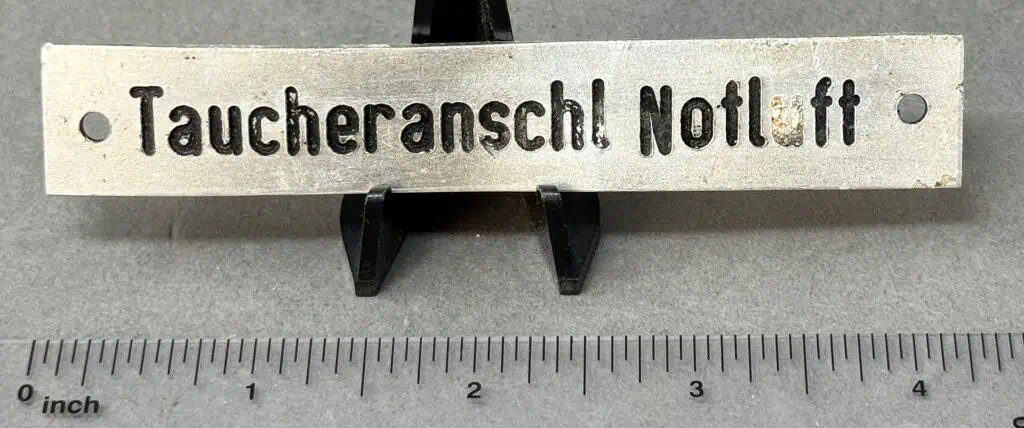 Taucheranschl Notluft
0 1 2 3 4
inch